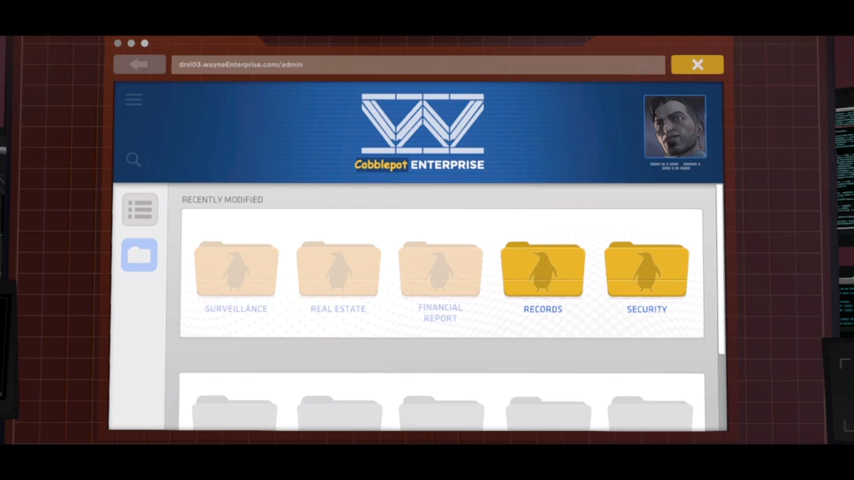 drsl03.wayneEnterprise.com/admin
Cobblepot ENTERPRISE
RECENTLY MODIFIED
SURVEILLANCE
REAL ESTATE
FINANCIAL
REPORT
RECORDS
SECURITY